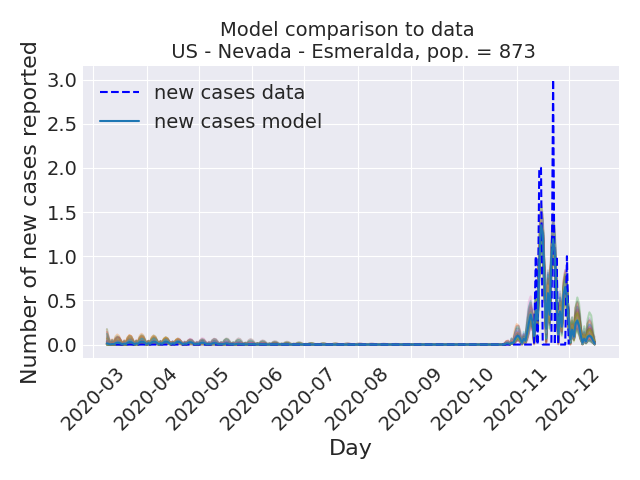 Model comparison to data
US - Nevada - Esmeralda, pop. = 873
Number of new cases reported
3.0
2.5
2.0
1.5
1.0
0.5
0.0
new cases data
new cases model
2020-03
2020-04
2020-05
2020-06
2020-07
2020-08
2020-09
2020-10
2020-11
2020-12
Day